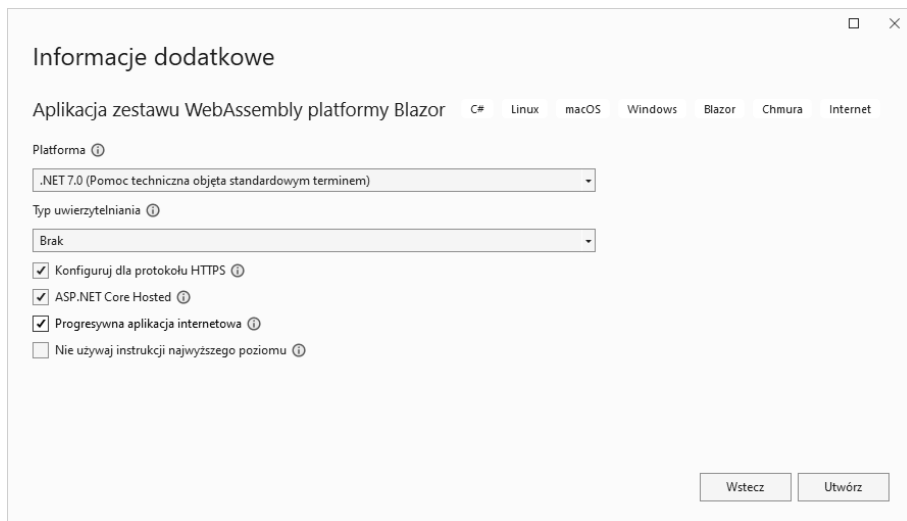 Informacje dodatkowe
Aplikacja zestawu WebAssembly platformy Blazor C# Linux macOS Windows Blazor Chmura Internet
Platforma
.NET 7.0 (Pomoc techniczna objęta standardowym terminem)
Typ uwierzytelniania
Brak
Konfiguruj dla protokołu HTTPS
ASP.NET Core Hosted
Progresywna aplikacja internetowa
Nie używaj instrukcji najwyższego poziomu
Wstecz Utwórz